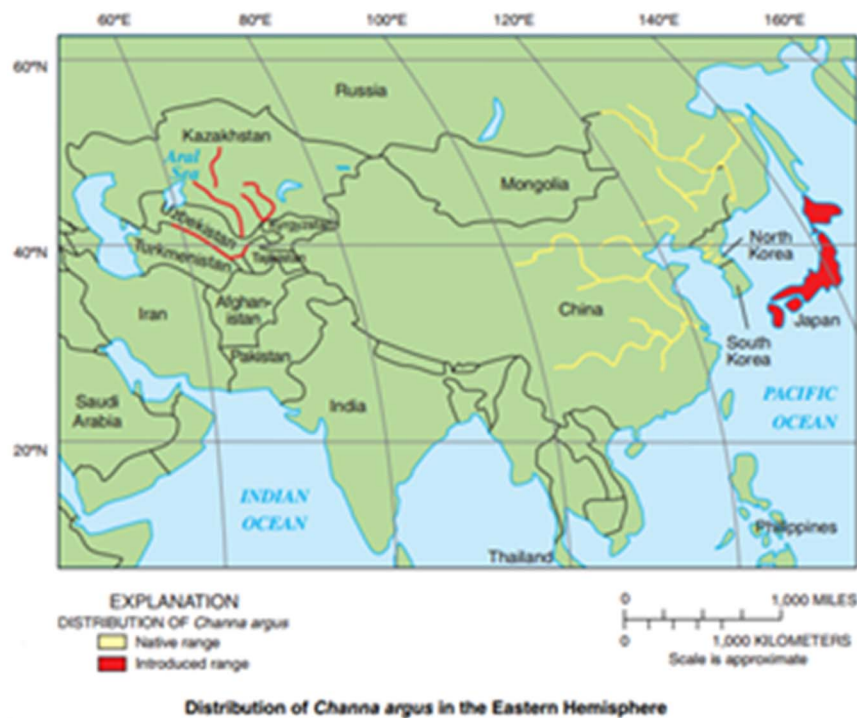 60°E 80°E 100°E 120°E 140°E 160°E
60°N
Russia
Kazakhstan
Aral
Sea
Mongolia
Uzbekistan
Kyrgyzstan
Turkmenistan
Tajikistan
40°N
North
Korea
Iran
Afghan-
istan
China
Japan
South
Korea
Pakistan
Saudi
Arabia
India
PACIFIC
OCEAN
20°N
INDIAN
OCEAN
Philippines
Thailand
EXPLANATION
DISTRIBUTION OF Channa argus
Native range
Introduced range
0 1,000 MILES
0 1,000 KILOMETERS
Scale is approximate
Distribution of Channa argus in the Eastern Hemisphere